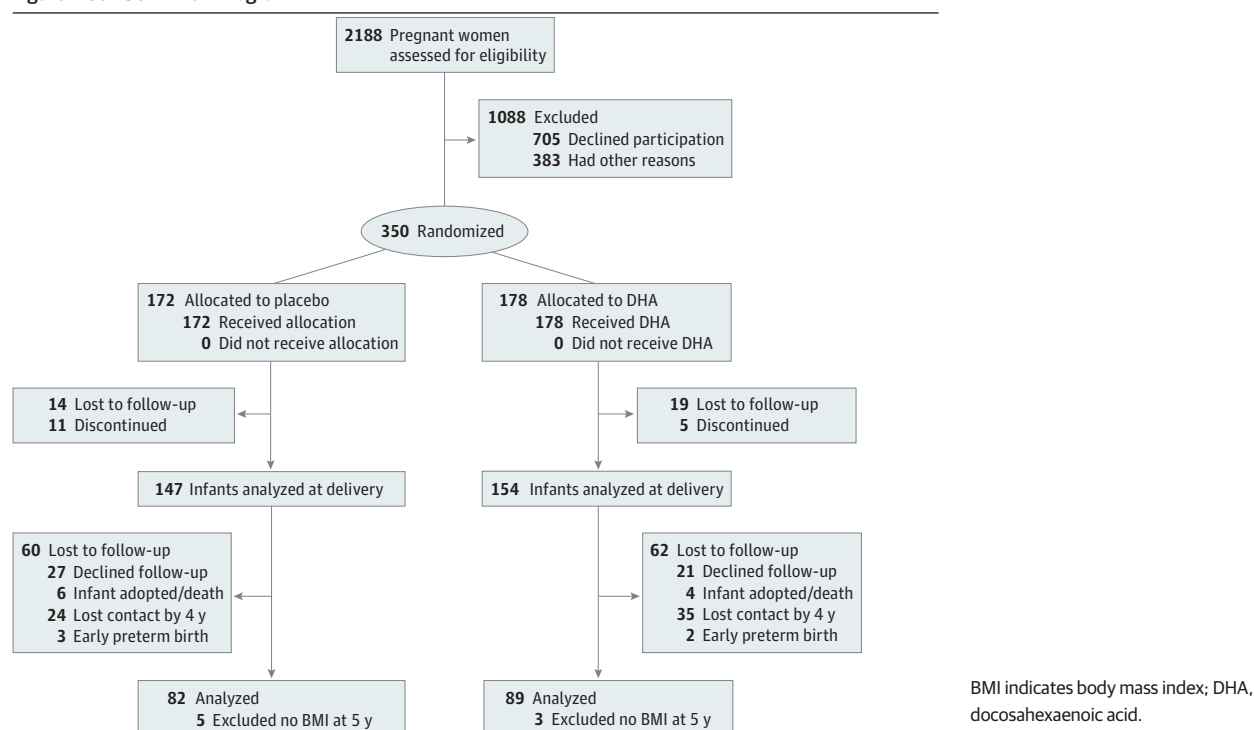 2188 Pregnant women
assessed for eligibility
1088 Excluded
705 Declined participation
383 Had other reasons
350 Randomized
172 Allocated to placebo
172 Received allocation
0 Did not receive allocation
178 Allocated to DHA
178 Received DHA
0 Did not receive DHA
14 Lost to follow-up
11 Discontinued
19 Lost to follow-up
5 Discontinued
147 Infants analyzed at delivery
154 Infants analyzed at delivery
60 Lost to follow-up
27 Declined follow-up
6 Infant adopted/death
24 Lost contact by 4 y
3 Early preterm birth
62 Lost to follow-up
21 Declined follow-up
4 Infant adopted/death
35 Lost contact by 4 y
2 Early preterm birth
82 Analyzed
5 Excluded no BMI at 5 y
89 Analyzed
3 Excluded no BMI at 5 y
BMI indicates body mass index; DHA,
docosahexaenoic acid.